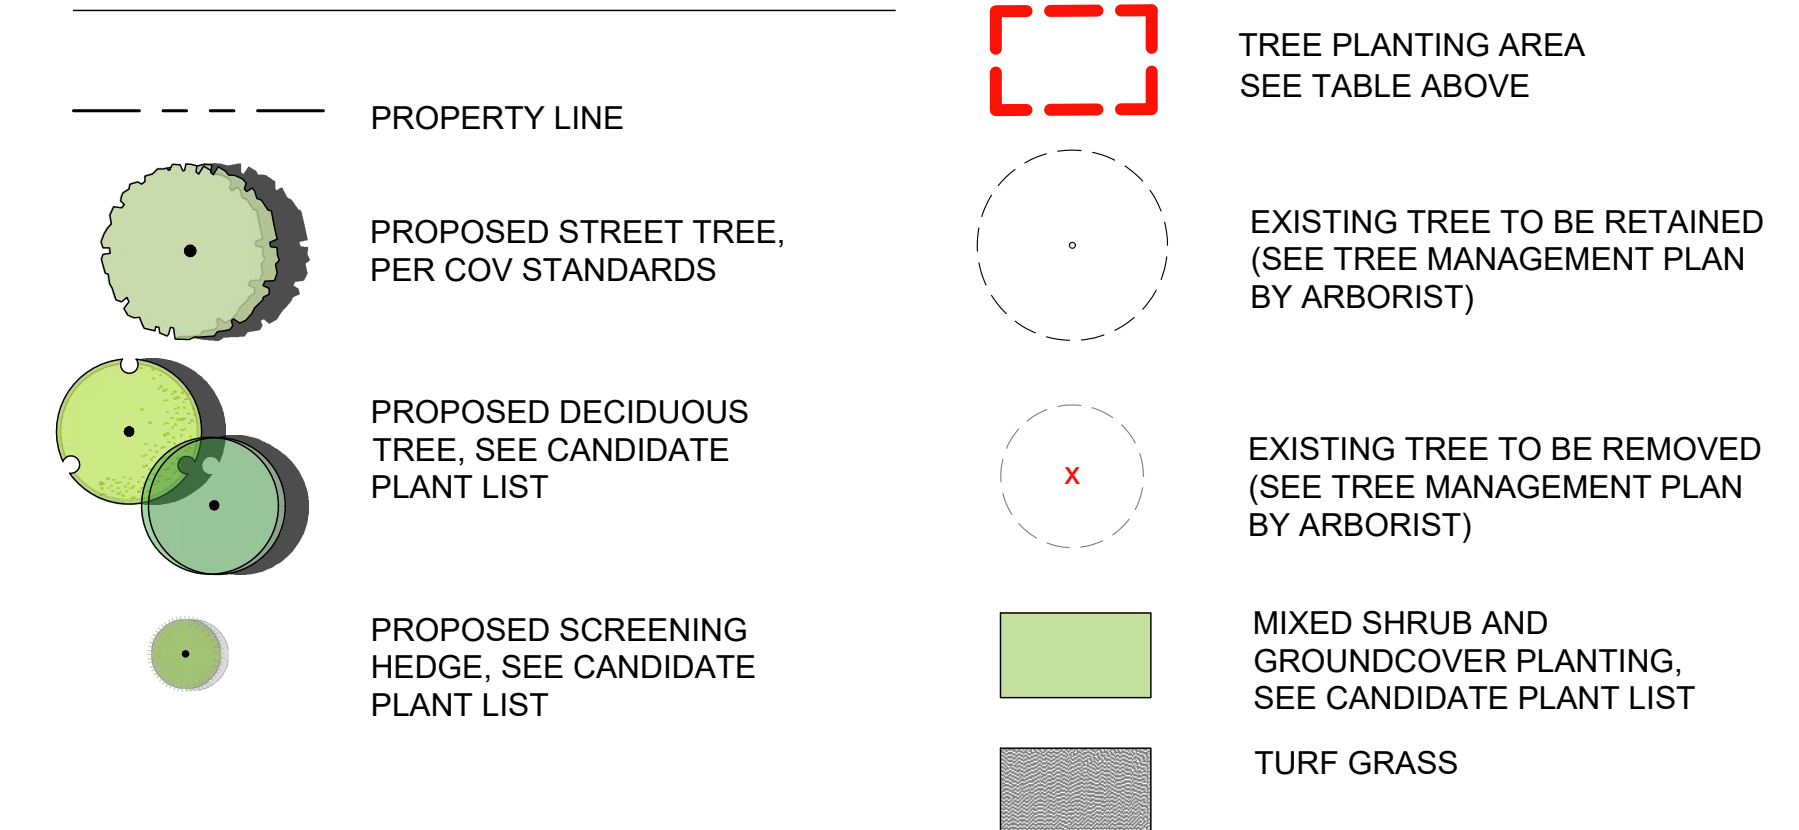 PROPERTY LINE
PROPOSED STREET TREE,
PER COV STANDARDS
PROPOSED DECIDUOUS
TREE, SEE CANDIDATE
PLANT LIST
PROPOSED SCREENING
HEDGE, SEE CANDIDATE
PLANT LIST
TREE PLANTING AREA
SEE TABLE ABOVE
EXISTING TREE TO BE RETAINED
(SEE TREE MANAGEMENT PLAN
BY ARBORIST)
X
EXISTING TREE TO BE REMOVED
(SEE TREE MANAGEMENT PLAN
BY ARBORIST)
MIXED SHRUB AND
GROUNDCOVER PLANTING,
SEE CANDIDATE PLANT LIST
TURF GRASS